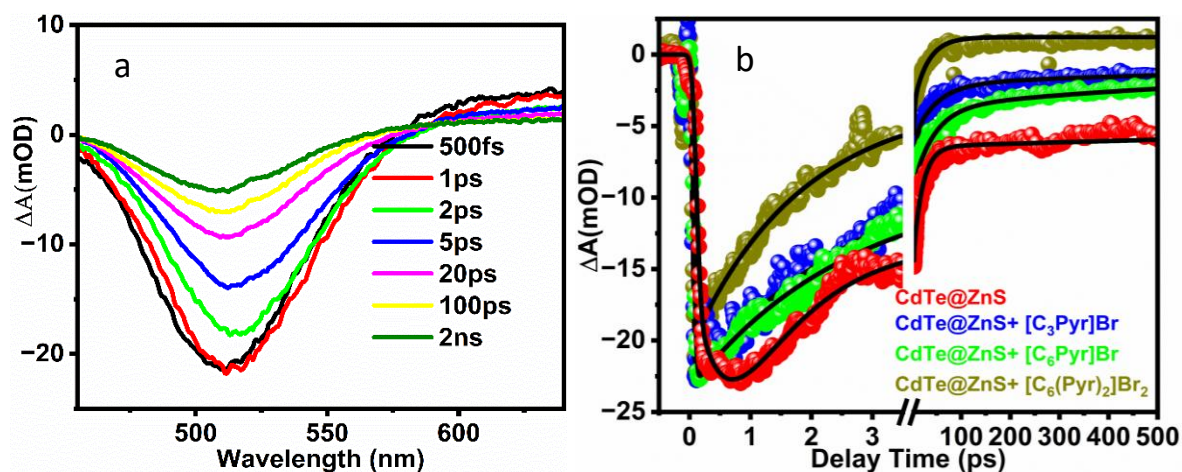 a
10
0
−10
−20
ΔA(mOD)
500fs
1ps
2ps
5ps
20ps
100ps
2ns
500
550
600
Wavelength (nm)
b
0
−5
−10
−15
−20
−25
ΔA(mOD)
CdTe@ZnS
CdTe@ZnS+ [C₃Pyr]Br
CdTe@ZnS+ [C₆Pyr]Br
CdTe@ZnS+ [C₆(Pyr)₂]Br₂
0 1 2 3 100 200 300 400 500
Delay Time (ps)